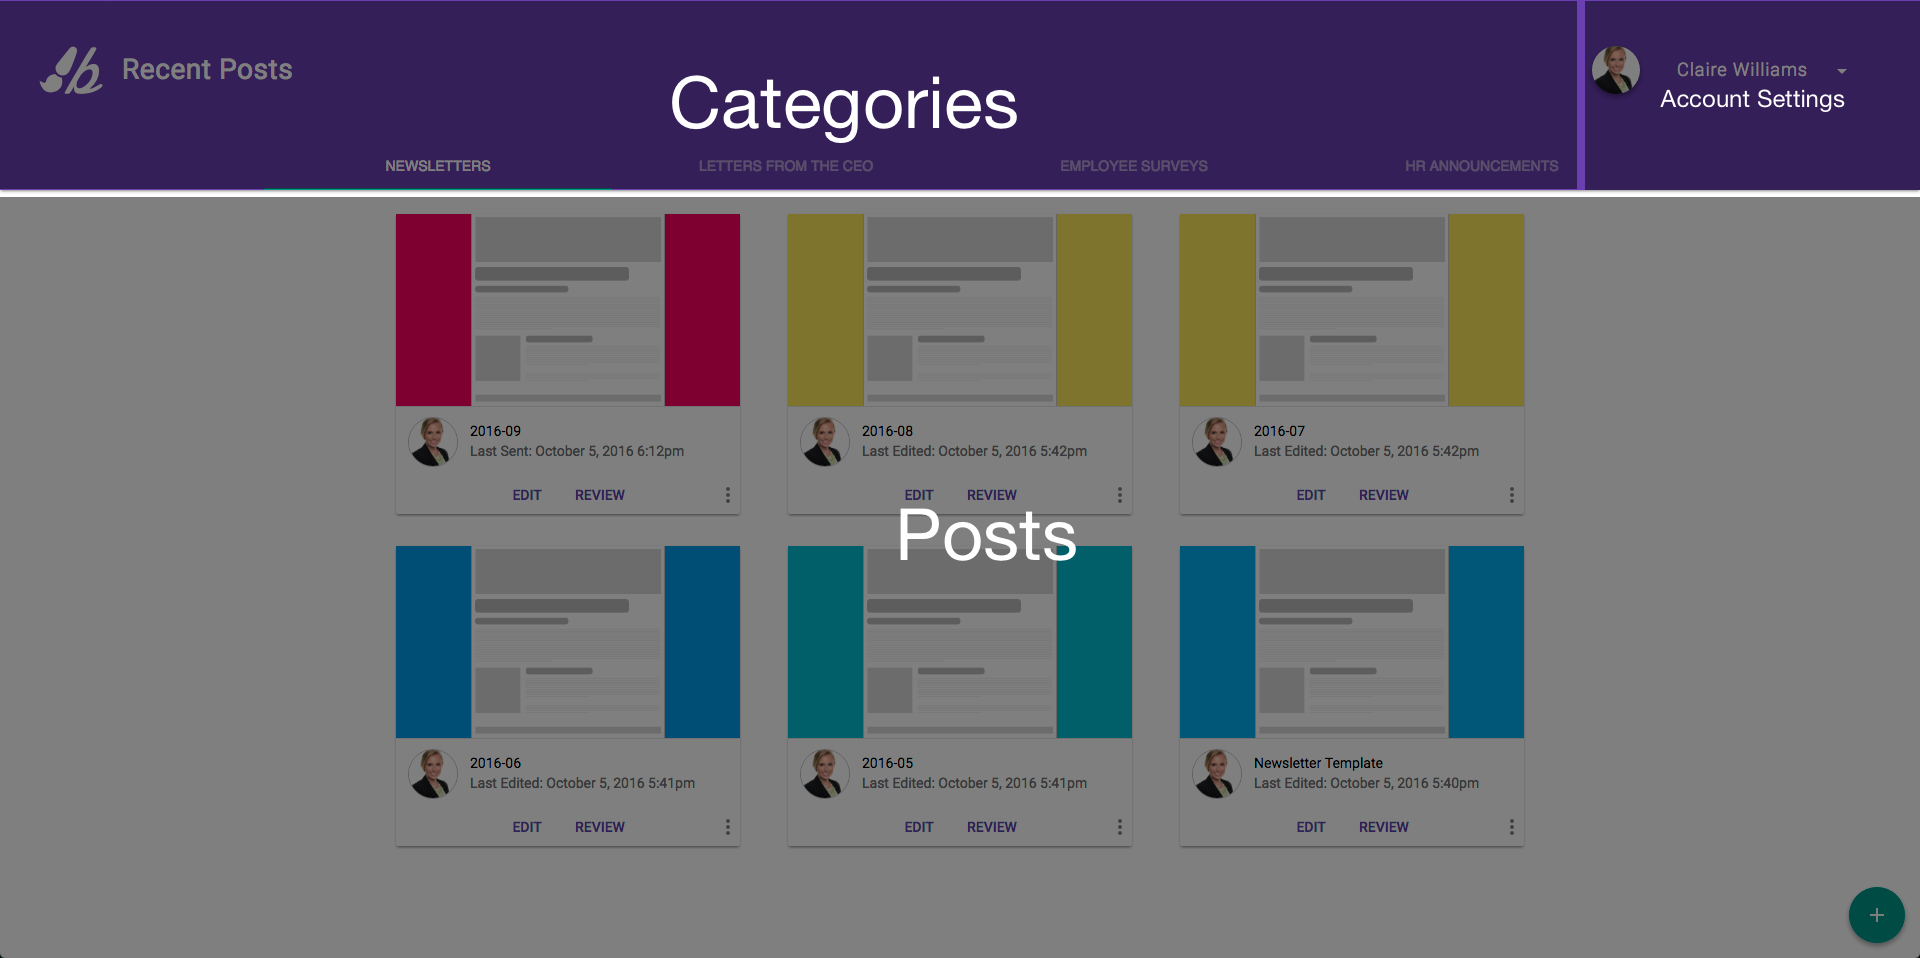 Recent Posts
Categories
Claire Williams
Account Settings
NEWSLETTERS
LETTERS FROM THE CEO
EMPLOYEE SURVEYS
HR ANNOUNCEMENTS
2016-09
Last Sent: October 5, 2016 6:12pm
EDIT REVIEW
2016-08
Last Edited: October 5, 2016 5:42pm
EDIT REVIEW
2016-07
Last Edited: October 5, 2016 5:42pm
EDIT REVIEW
Posts
2016-06
Last Edited: October 5, 2016 5:41pm
EDIT REVIEW
2016-05
Last Edited: October 5, 2016 5:41pm
EDIT REVIEW
Newsletter Template
Last Edited: October 5, 2016 5:40pm
EDIT REVIEW